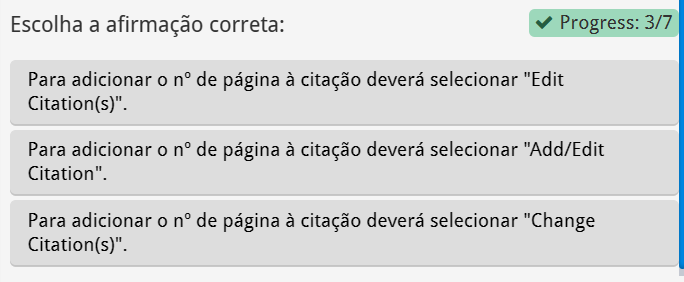 Escolha a afirmação correta:
Progress: 3/7
Para adicionar o nº de página à citação deverá selecionar "Edit
Citation(s)".
Para adicionar o nº de página à citação deverá selecionar "Add/Edit
Citation".
Para adicionar o nº de página à citação deverá selecionar "Change
Citation(s)".